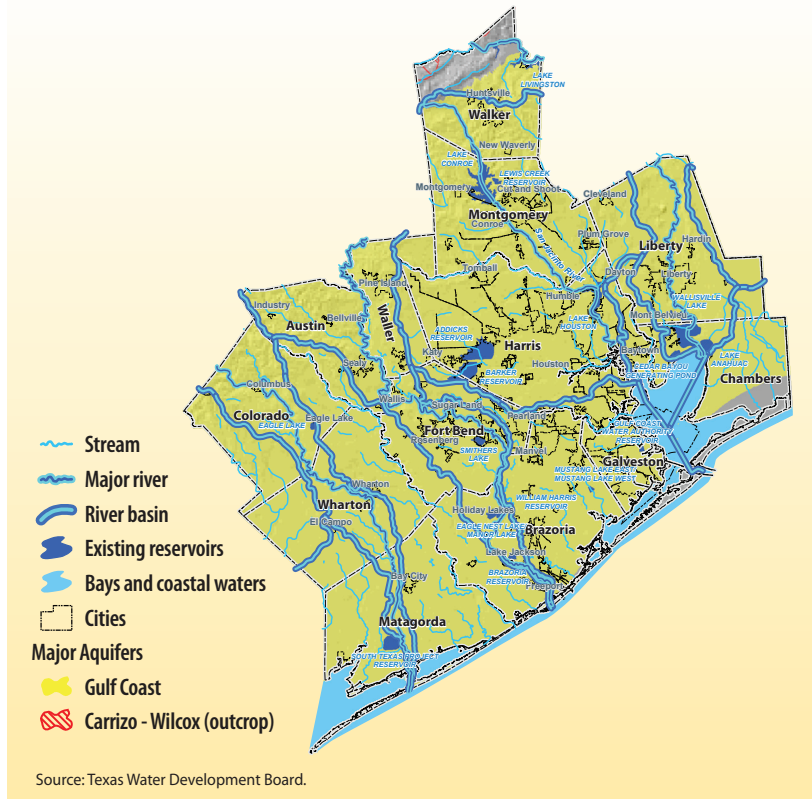 LAKE
LIVINGSTON
Huntsville
Walker
New Waverly
LAKE
CONROE
LEWIS CREEK
RESERVOIR
Montgomery
Cut and Shoot
Cleveland
Montgomery
Conroe
San Jacinto River
Plum Grove
Hardin
Liberty
Tomball
Dayton
Liberty
Pine Island
WALLISVILLE
LAKE
Industry
Humble
Mont Belvieu
LAKE
HOUSTON
Bellville
Austin
Waller
ADDICKS
RESERVOIR
Harris
Katy
Baytown
LAKE
ANAHUAC
Sealy
Houston
BARKER
RESERVOIR
CEDAR BAYOU
GENERATING POND
Chambers
Columbus
Wallis
Sugar Land
Pearland
Colorado
EAGLE LAKE
Eagle Lake
Fort Bend
Rosenberg
GULF COAST
WATER AUTHORITY
RESERVOIR
SMITHERS
LAKE
Manvel
Galveston
MUSTANG LAKE EAST/
MUSTANG LAKE WEST
Wharton
Wharton
WILLIAM HARRIS
RESERVOIR
El Campo
Holiday Lakes
EAGLE NEST LAKE/
MANOR LAKE
Brazoria
Lake Jackson
Bay City
BRAZORIA
RESERVOIR
Freeport
Matagorda
SOUTH TEXAS PROJECT
RESERVOIR
Stream
Major river
River basin
Existing reservoirs
Bays and coastal waters
Cities
Major Aquifers
Gulf Coast
Carrizo - Wilcox (outcrop)
Source: Texas Water Development Board.